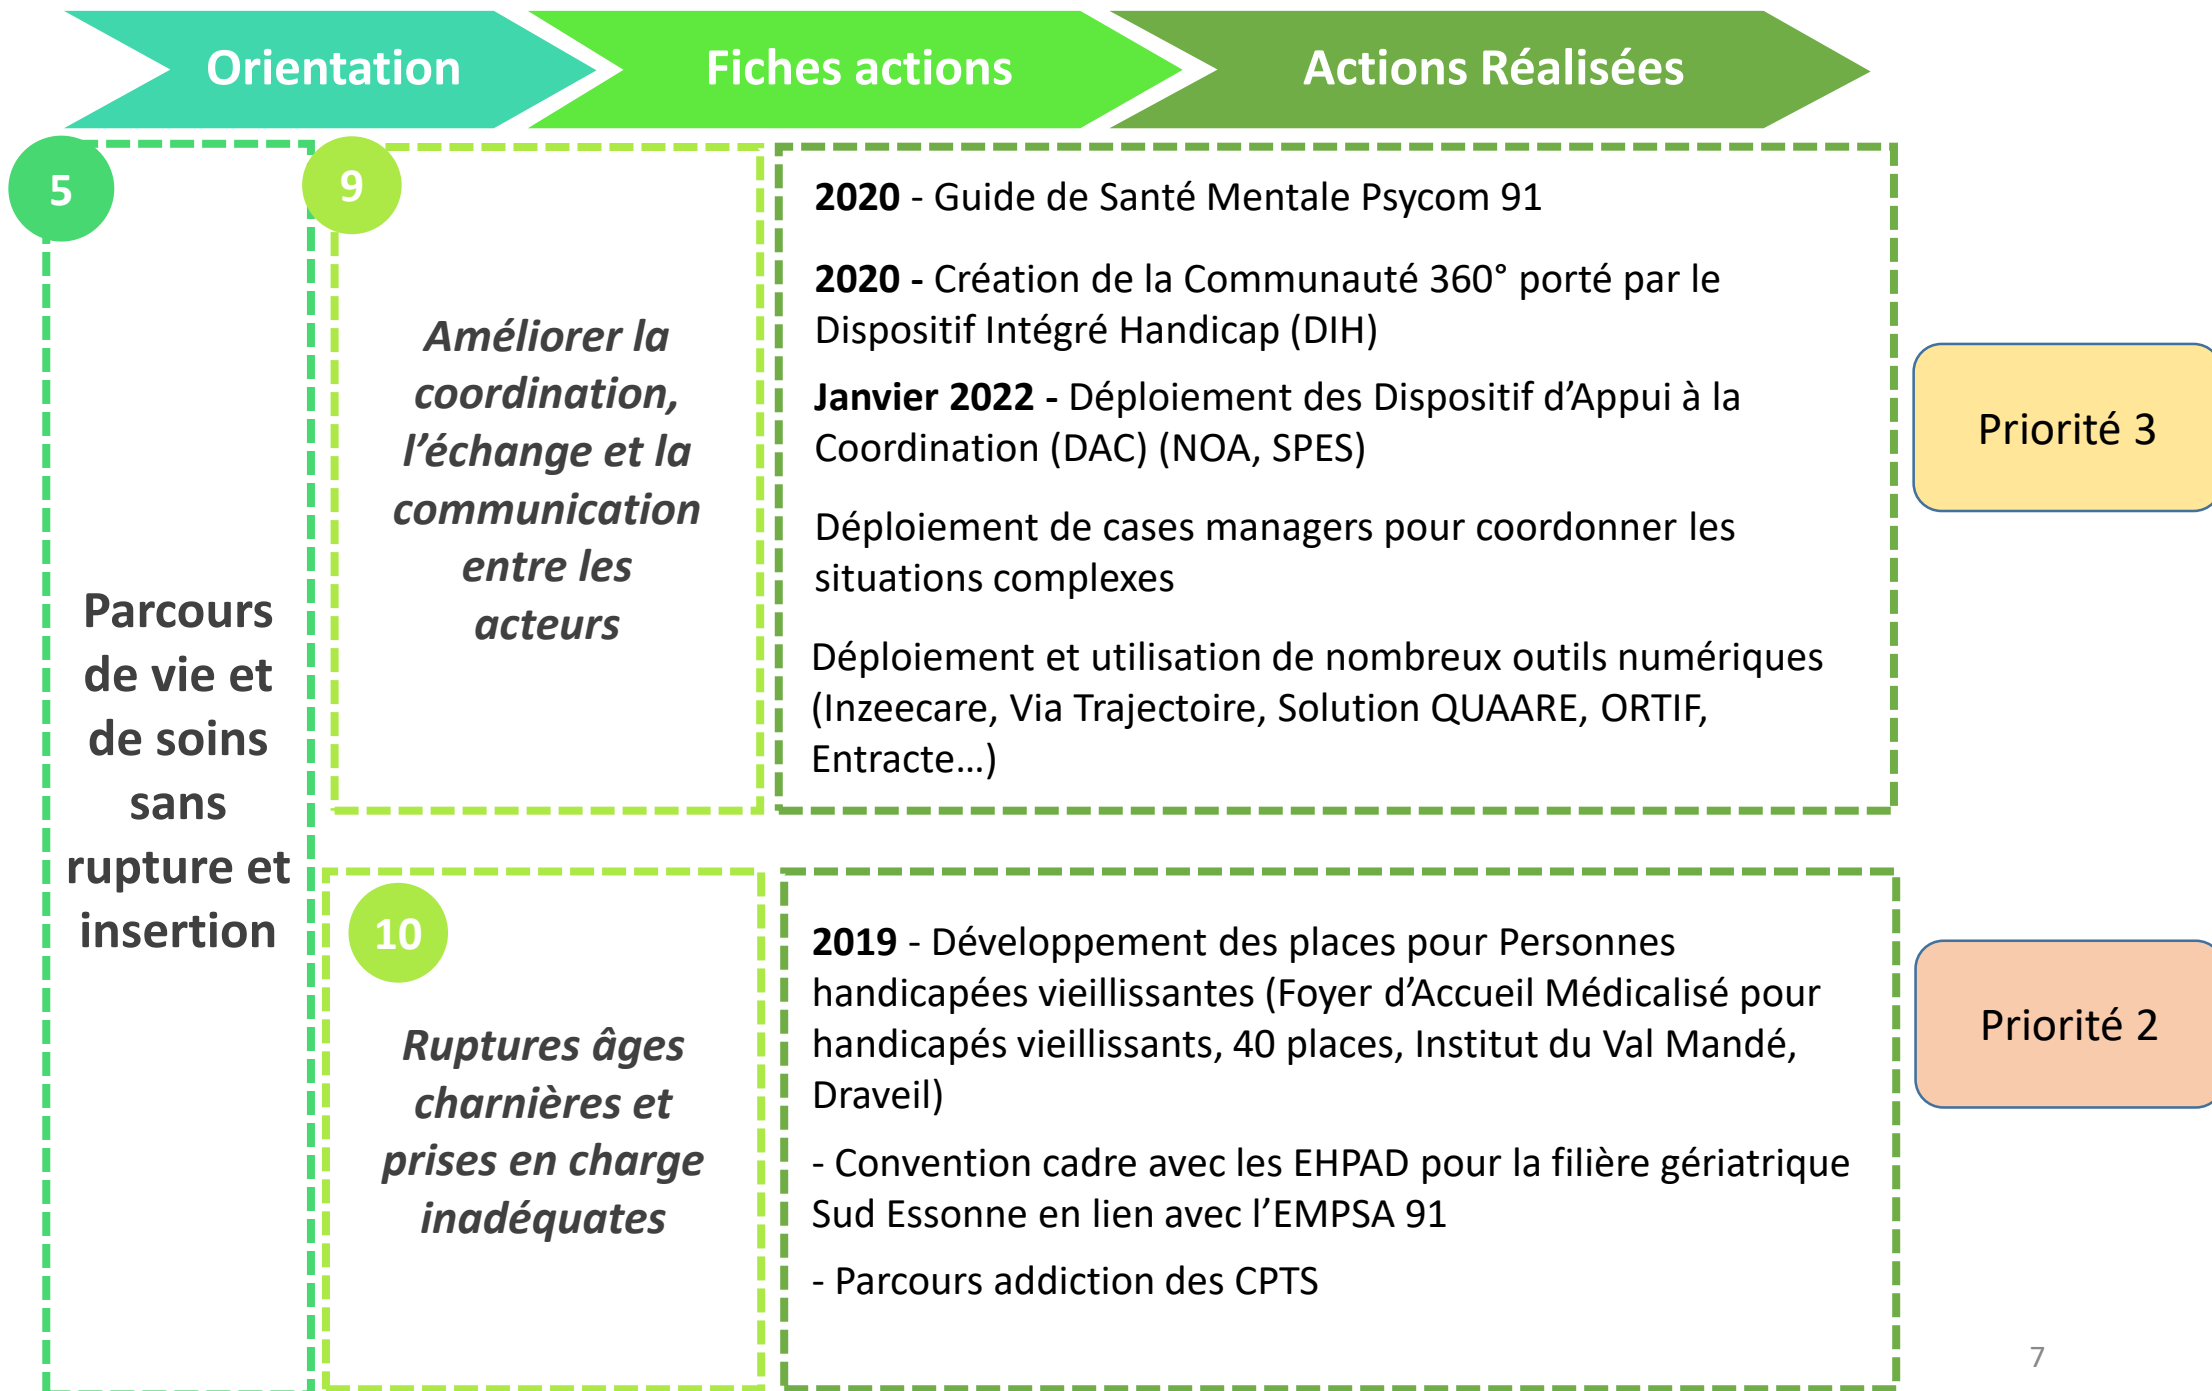 Orientation
Fiches actions
Actions Réalisées
5
Parcours
de vie et
de soins
sans
rupture et
insertion
9
Améliorer la
coordination,
l’échange et la
communication
entre les
acteurs
2020 - Guide de Santé Mentale Psycom 91
2020 - Création de la Communauté 360° porté par le
Dispositif Intégré Handicap (DIH)
Janvier 2022 - Déploiement des Dispositif d’Appui à la
Coordination (DAC) (NOA, SPES)
Déploiement de cases managers pour coordonner les
situations complexes
Déploiement et utilisation de nombreux outils numériques
(Inzeecare, Via Trajectoire, Solution QUAARE, ORTIF,
Entracte…)
Priorité 3
10
Ruptures âges
charnières et
prises en charge
inadéquates
2019 - Développement des places pour Personnes
handicapées vieillissantes (Foyer d’Accueil Médicalisé pour
handicapés vieillissants, 40 places, Institut du Val Mandé,
Draveil)
- Convention cadre avec les EHPAD pour la filière gériatrique
Sud Essonne en lien avec l’EMPSA 91
- Parcours addiction des CPTS
Priorité 2
7